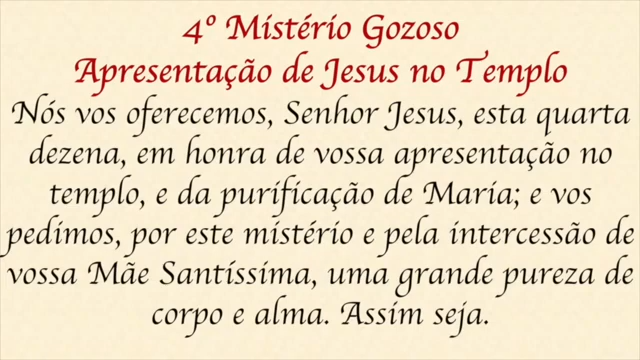 4º Mistério Gozoso
Apresentação de Jesus no Templo
Nós vos oferecemos, Senhor Jesus, esta quarta
dezena, em honra de vossa apresentação no
templo, e da purificação de Maria; e vos
pedimos, por este mistério e pela intercessão de
vossa Mãe Santíssima, uma grande pureza de
corpo e alma. Assim seja.